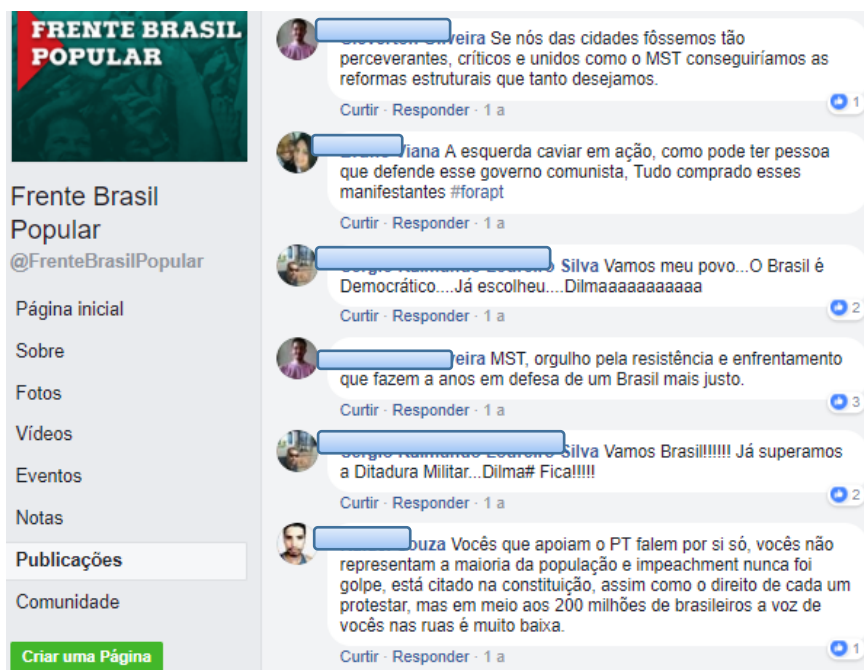 FRENTE BRASIL
POPULAR
Frente Brasil
Popular
@FrenteBrasilPopular
Página inicial
Sobre
Fotos
Vídeos
Eventos
Notas
Publicações
Comunidade
Criar uma Página
Se nós das cidades fôssemos tão
perceverantes, críticos e unidos como o MST conseguiríamos as
reformas estruturais que tanto desejamos.
Curtir · Responder · 1 a
1
Viana A esquerda caviar em ação, como pode ter pessoa
que defende esse governo comunista, Tudo comprado esses
manifestantes #forapt
Curtir · Responder · 1 a
Silva Vamos meu povo...O Brasil é
Democrático....Já escolheu....Dilmaaaaaaaaaaa
Curtir · Responder · 1 a
2
MST, orgulho pela resistência e enfrentamento
que fazem a anos em defesa de um Brasil mais justo.
Curtir · Responder · 1 a
3
Silva Vamos Brasil!!!!!! Já superamos
a Ditadura Militar...Dilma# Fica!!!!!
Curtir · Responder · 1 a
2
Vocês que apoiam o PT falem por si só, vocês não
representam a maioria da população e impeachment nunca foi
golpe, está citado na constituição, assim como o direito de cada um
protestar, mas em meio aos 200 milhões de brasileiros a voz de
vocês nas ruas é muito baixa.
Curtir · Responder · 1 a
1